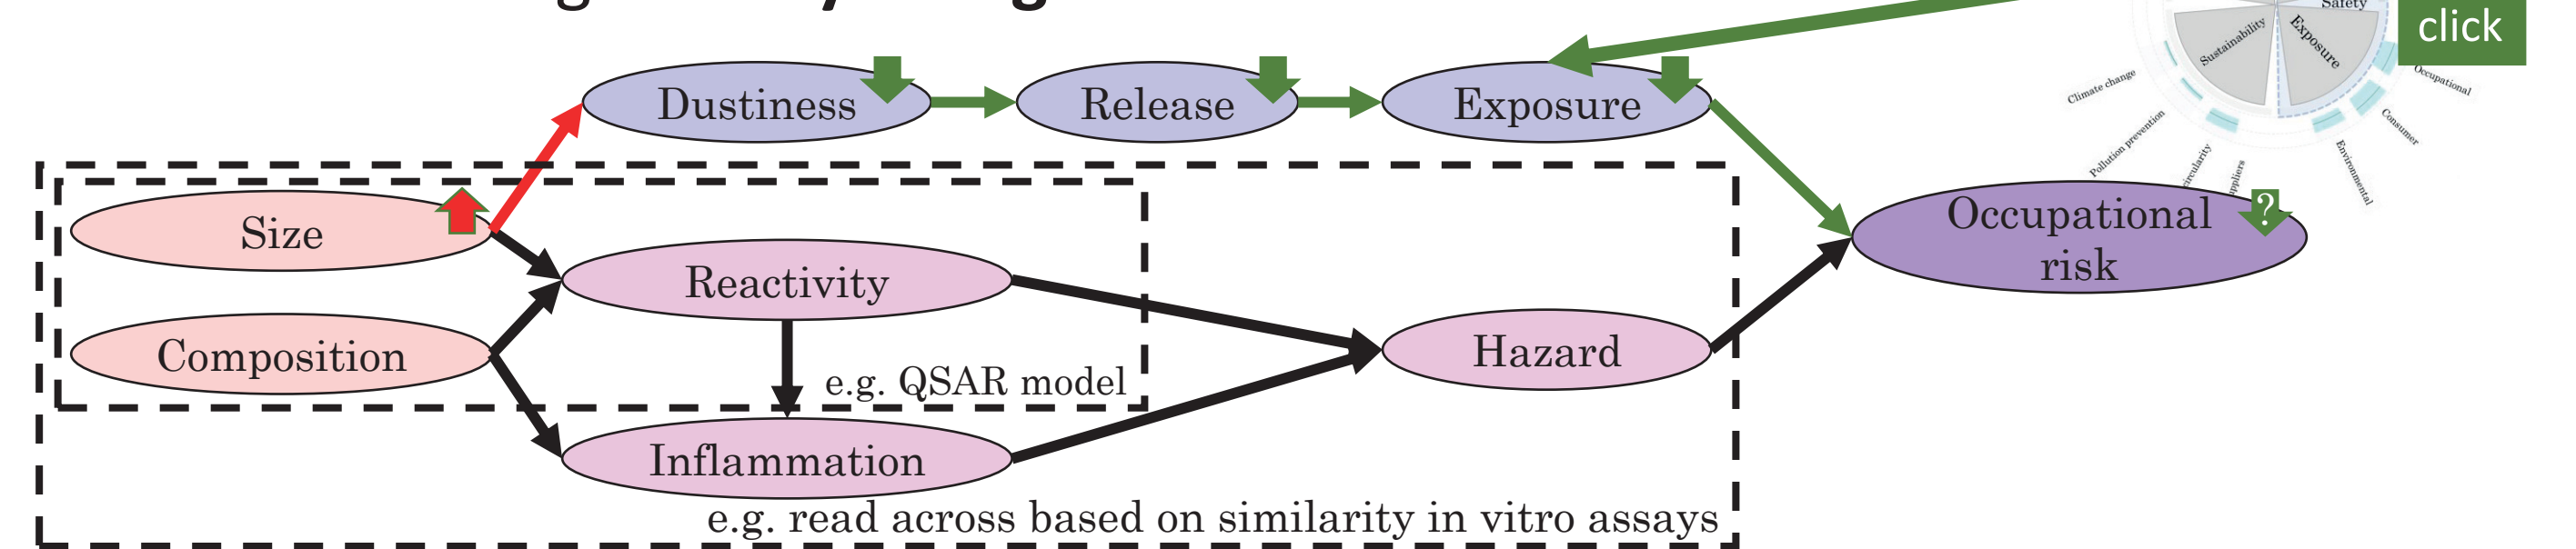 Safety
click
Sustainability
Exposure
Climate change
Occupational
Pollution prevention
Consumer
Environmental
Dustiness
Release
Exposure
Size
Occupational
risk
?
Reactivity
Composition
Hazard
e.g. QSAR model
Inflammation
e.g. read across based on similarity in vitro assays